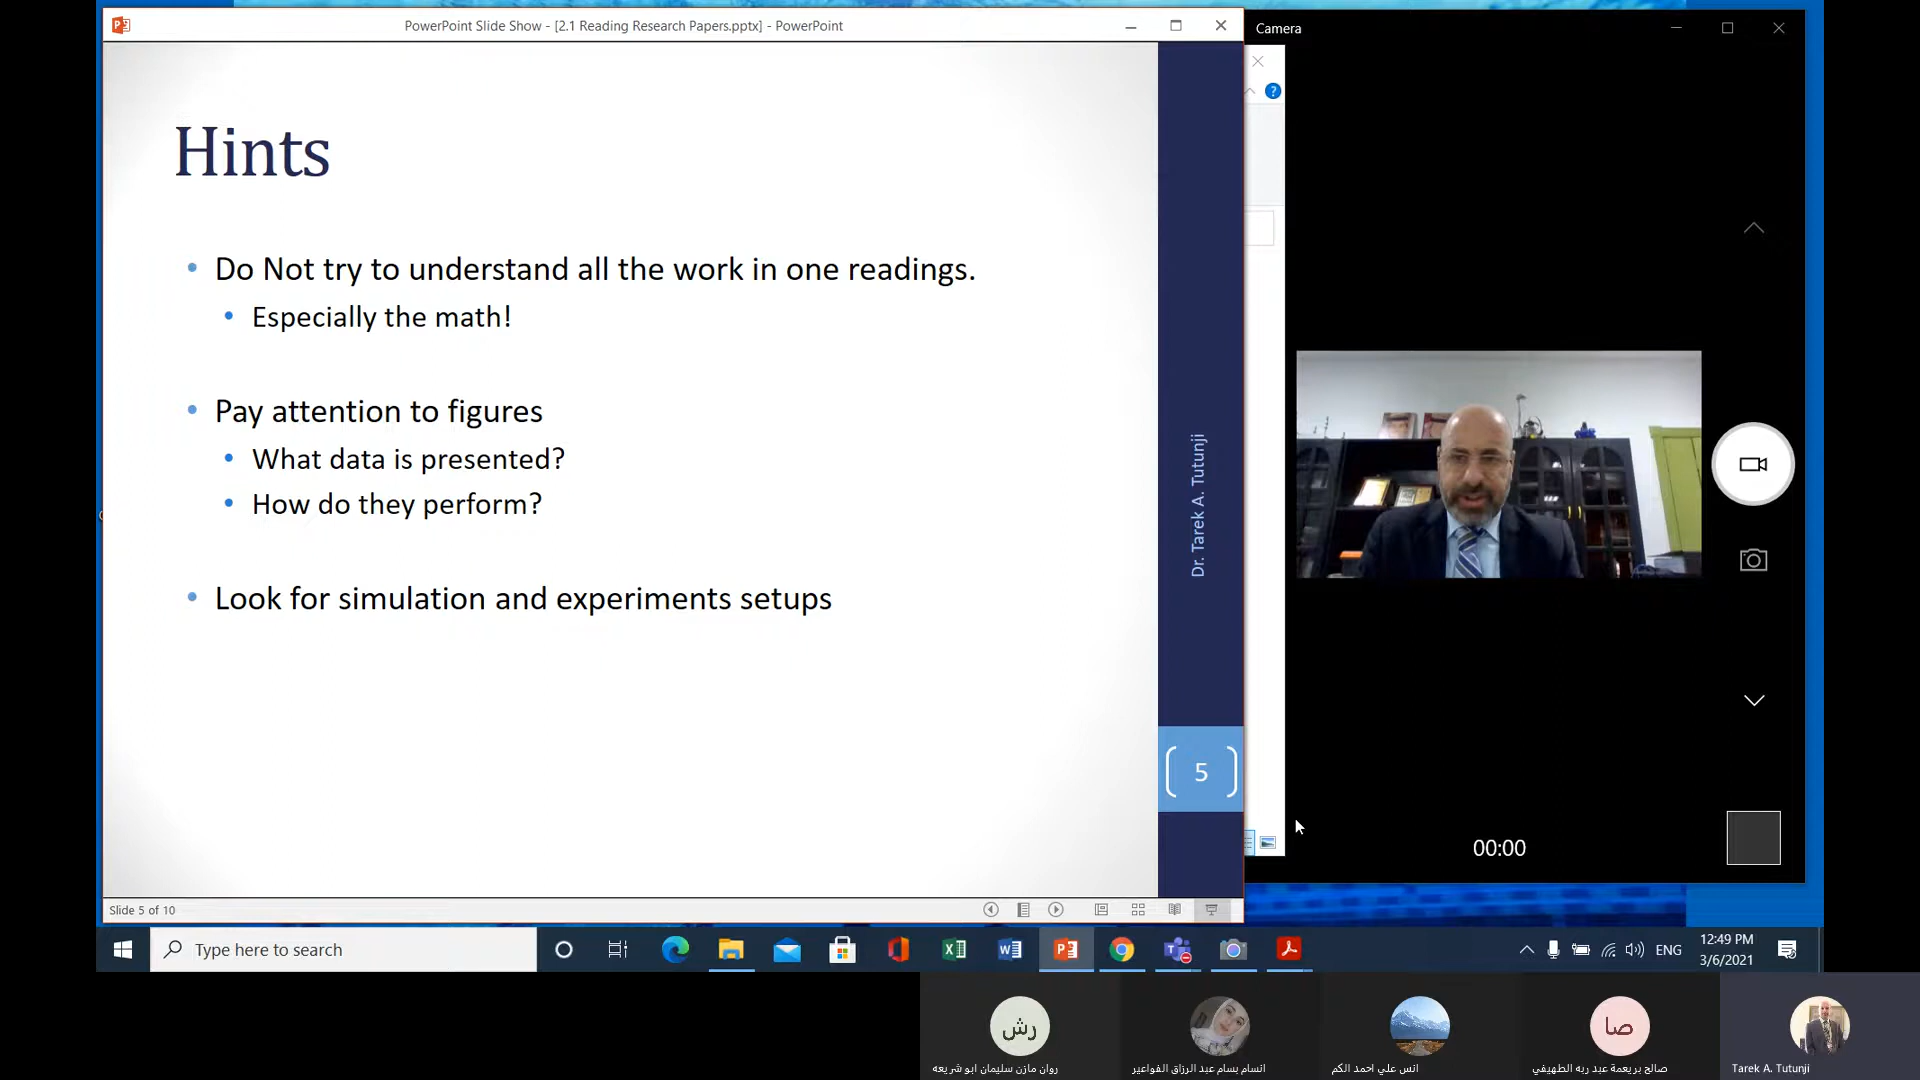 PowerPoint Slide Show - [2.1 Reading Research Papers.pptx] - PowerPoint
Camera
Hints
Do Not try to understand all the work in one readings.
Especially the math!
Pay attention to figures
What data is presented?
How do they perform?
Look for simulation and experiments setups
Dr. Tarek A. Tutunji
5
00:00
Slide 5 of 10
Type here to search
ENG
12:49 PM
3/6/2021
رش
صا
روان مازن سليمان ابو شريعه
انسام بسام عبد الرزاق الفواعير
انس علي احمد الكم
صالح بريعمة عبد ربه الطهيفي
Tarek A. Tutunji